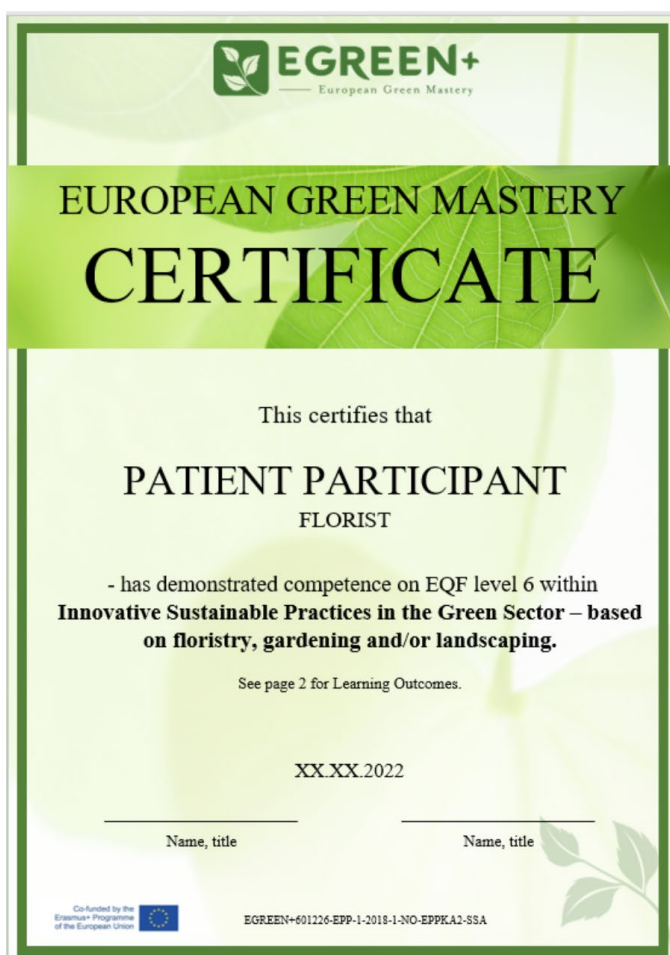 EGREEN+
European Green Mastery
EUROPEAN GREEN MASTERY
CERTIFICATE
This certifies that
PATIENT PARTICIPANT
FLORIST
- has demonstrated competence on EQF level 6 within
Innovative Sustainable Practices in the Green Sector – based
on floristry, gardening and/or landscaping.
See page 2 for Learning Outcomes.
XX.XX.2022
Name, title
Name, title
Co-funded by the
Erasmus+ Programme
of the European Union
EGREEN+601226-EPP-1-2018-1-NO-EPPKA2-SSA